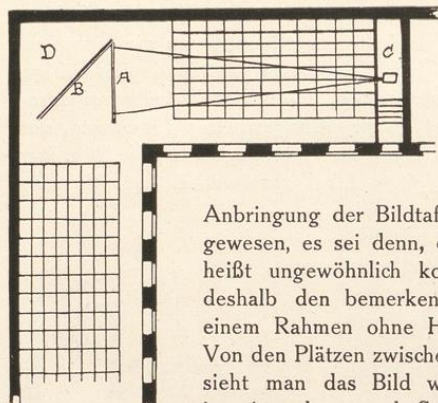 D
B
A
C
Anbringung der Bildtaf
gewesen, es sei denn,
heißt ungewöhnlich
deshalb den bemerken
einem Rahmen ohne
Von den Plätzen zwische
sieht man das Bild